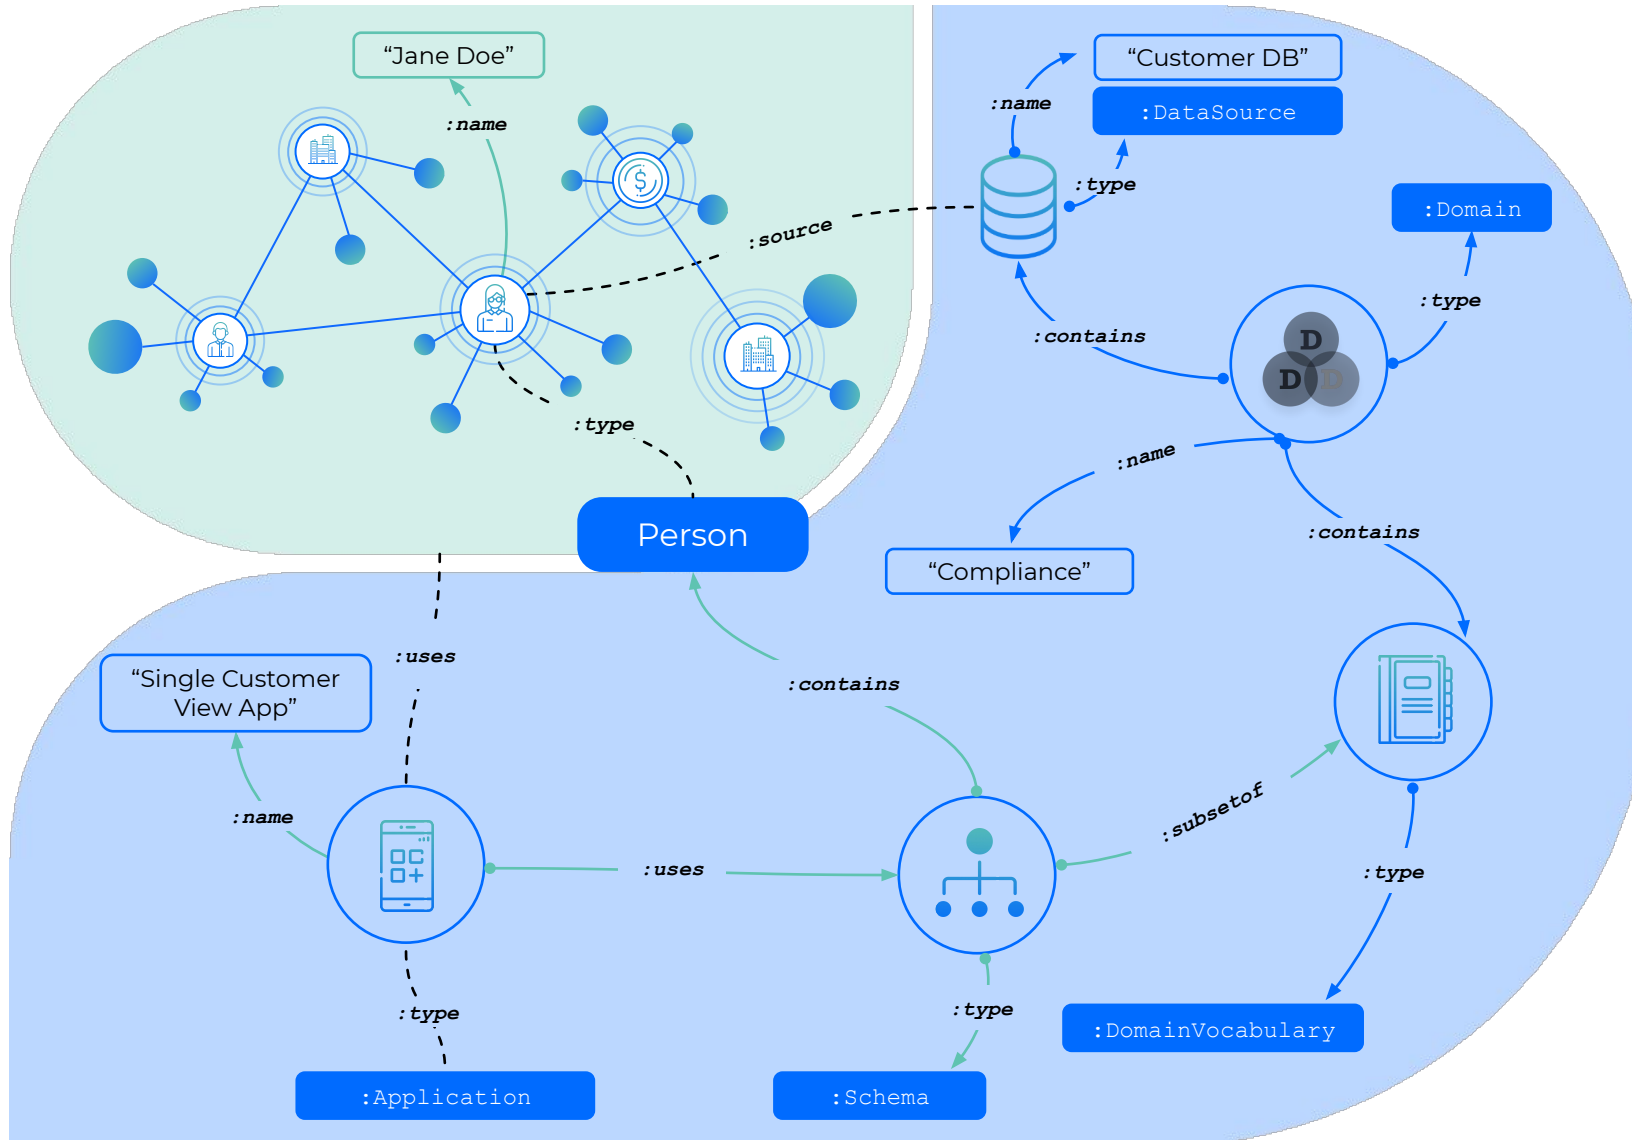 “Jane Doe”
:name
“Customer DB”
:name
:DataSource
:type
:Domain
:source
:type
:contains
D
D
D
:type
:name
:contains
Person
“Compliance”
:uses
“Single Customer
View App”
:contains
:name
:subsetof
:uses
:type
:type
:type
:DomainVocabulary
:Application
:Schema